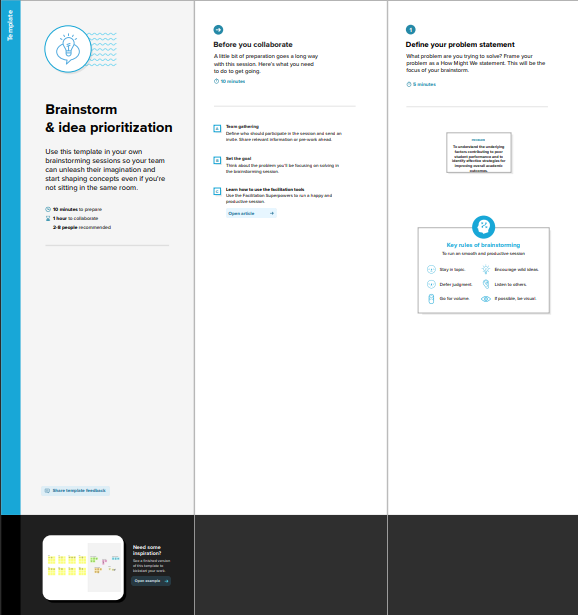 Template
Brainstorm
& idea prioritization
Use this template in your own
brainstorming sessions so your team
can unleash their imagination and
start shaping concepts even if you're
not sitting in the same room.
10 minutes to prepare
1 hour to collaborate
2-8 people recommended
Share template feedback
Need some
inspiration?
See a finished version
of this template to
kickstart your work.
Open example
Before you collaborate
A little bit of preparation goes a long way
with this session. Here's what you need
to do to get going.
10 minutes
A
Team gathering
Define who should participate in the session and send an
invite. Share relevant information or pre-work ahead.
B
Set the goal
Think about the problem you'll be focusing on solving in
the brainstorming session.
C
Learn how to use the facilitation tools
Use the Facilitation Superpowers to run a happy and
productive session.
Open article
1
Define your problem statement
What problem are you trying to solve? Frame your
problem as a How Might We statement. This will be the
focus of your brainstorm.
5 minutes
PROBLEM
To understand the underlying
factors contributing to poor
student performance and to
identify effective strategies for
improving overall academic
outcomes.
Key rules of brainstorming
To run an smooth and productive session
Stay in topic.
Encourage wild ideas.
Defer judgment.
Listen to others.
Go for volume.
If possible, be visual.